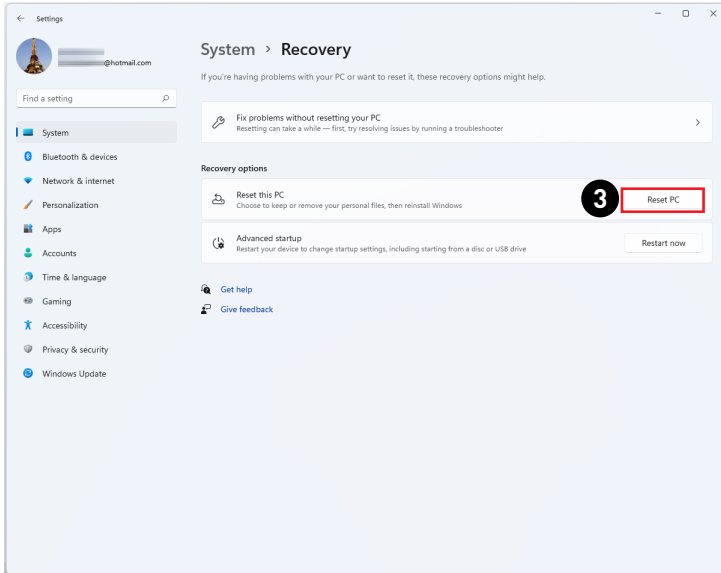 Settings
@hotmail.com
Find a setting
System
Bluetooth & devices
Network & internet
Personalization
Apps
Accounts
Time & language
Gaming
Accessibility
Privacy & security
Windows Update
System > Recovery
If you're having problems with your PC or want to reset it, these recovery options might help.
Fix problems without resetting your PC
Resetting can take a while — first, try resolving issues by running a troubleshooter
Recovery options
Reset this PC
Choose to keep or remove your personal files, then reinstall Windows
3
Reset PC
Advanced startup
Restart your device to change startup settings, including starting from a disc or USB drive
Restart now
Get help
Give feedback